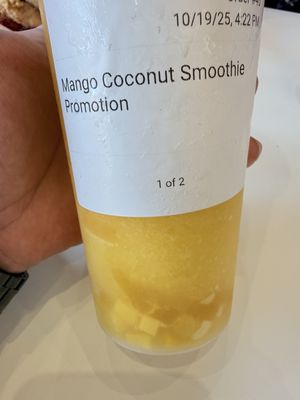 10/19/25, 4:22 PM
Mango Coconut Smoothie
Promotion
1 of 2